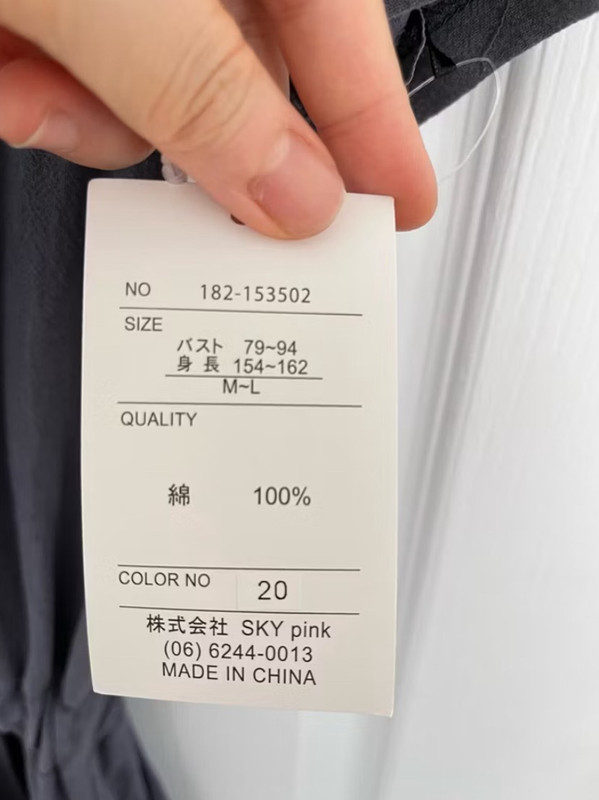 NO 182-153502
SIZE
バスト 79~94
身長 154~162
M~L
QUALITY
綿 100%
COLOR NO 20
株式会社 SKY pink
(06) 6244-0013
MADE IN CHINA